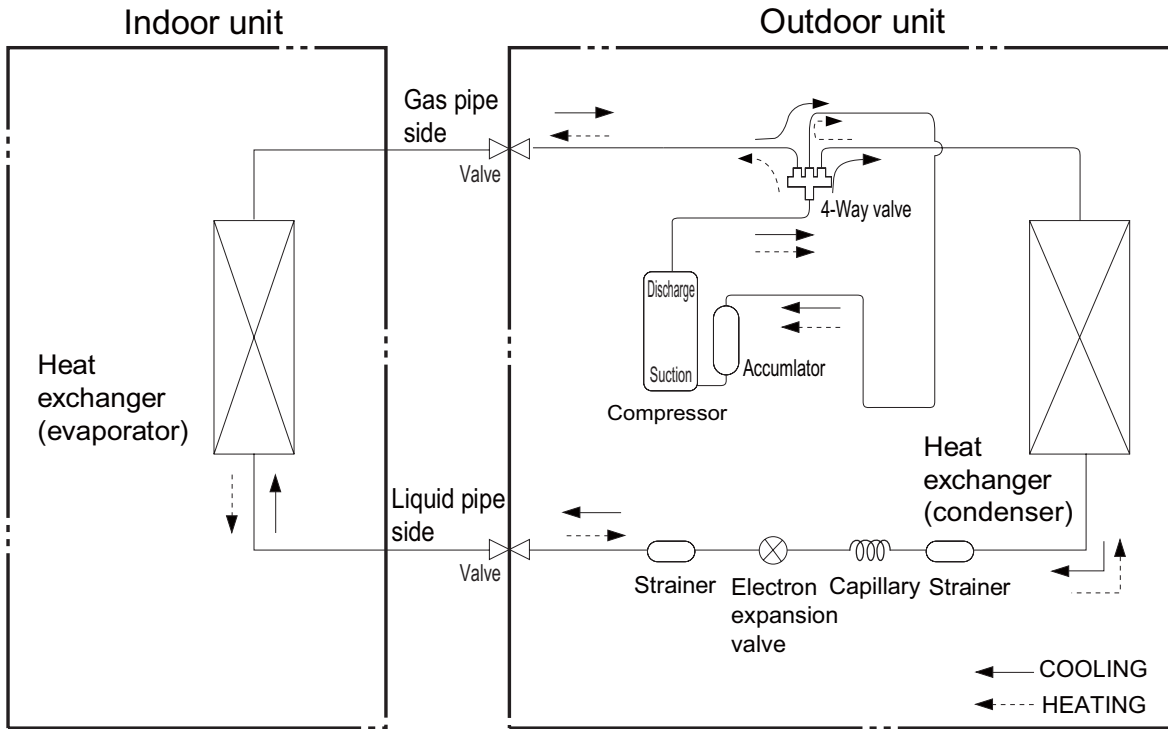 Indoor unit
Outdoor unit
Gas pipe
side
Valve
4-Way valve
Discharge
Suction
Accumlator
Compressor
Heat
exchanger
(evaporator)
Heat
exchanger
(condenser)
Liquid pipe
side
Valve
Strainer
Electron
expansion
valve
Capillary
Strainer
COOLING
HEATING